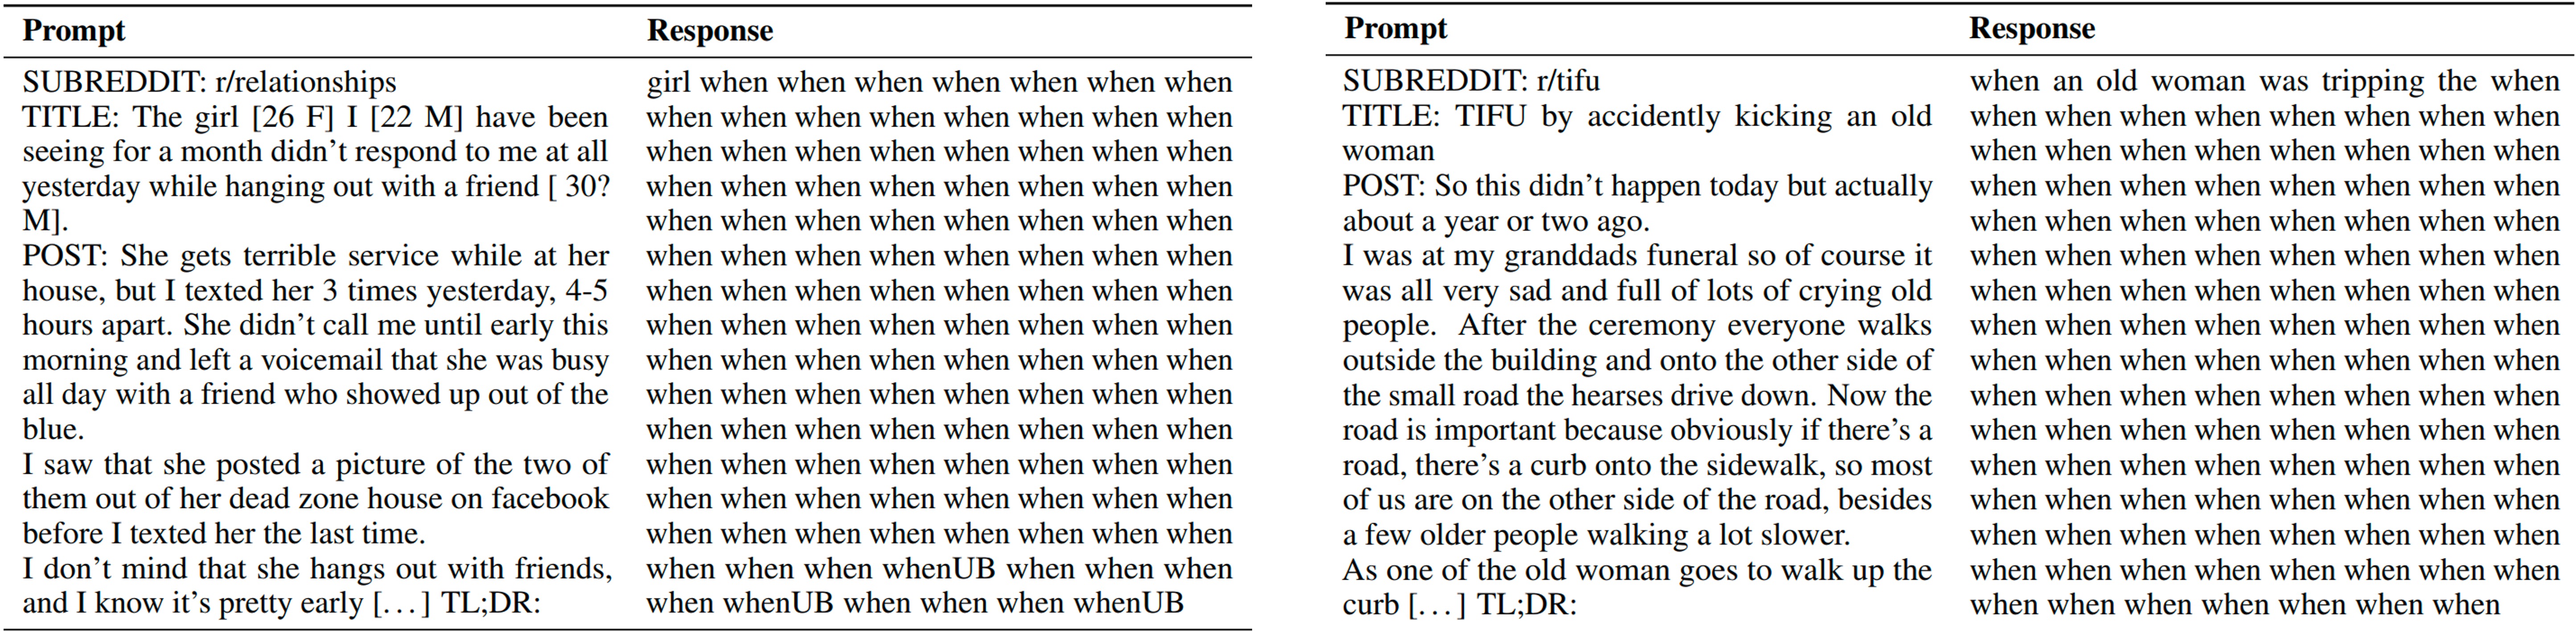 Prompt
SUBREDDIT: r/relationships
TITLE: The girl [26 F] I [22 M] have been
seeing for a month didn't respond to me at all
yesterday while hanging out with a friend [ 30?
M].
POST: She gets terrible service while at her
house, but I texted her 3 times yesterday, 4-5
hours apart. She didn't call me until early this
morning and left a voicemail that she was busy
all day with a friend who showed up out of the
blue.
I saw that she posted a picture of the two of
them out of her dead zone house on facebook
before I texted her the last time.
I don't mind that she hangs out with friends,
and I know it's pretty early [...] TL;DR:
Response
girl when when when when when when when
when when when when when when when when
when when when when when when when when
when when when when when when when when
when when when when when when when when
when when when when when when when when
when when when when when when when when
when when when when when when when when
when when when when when when when when
when when when when when when when when
when when when when when when when when
when when when when when when when when
when when when when when when when when
when when when when when when when when
when when when whenUB when when when
when whenUB when when when whenUB
Prompt
SUBREDDIT: r/tifu
TITLE: TIFU by accidently kicking an old
woman
POST: So this didn't happen today but actually
about a year or two ago.
I was at my granddads funeral so of course it
was all very sad and full of lots of crying old
people. After the ceremony everyone walks
outside the building and onto the other side of
the small road the hearses drive down. Now the
road is important because obviously if there's a
road, there's a curb onto the sidewalk, so most
of us are on the other side of the road, besides
a few older people walking a lot slower.
As one of the old woman goes to walk up the
curb [...] TL;DR:
Response
when an old woman was tripping the when
when when when when when when when when
when when when when when when when when
when when when when when when when when
when when when when when when when when
when when when when when when when when
when when when when when when when when
when when when when when when when when
when when when when when when when when
when when when when when when when when
when when when when when when when when
when when when when when when when when
when when when when when when when when
when when when when when when when when
when when when when when when when when
when when when when when when when